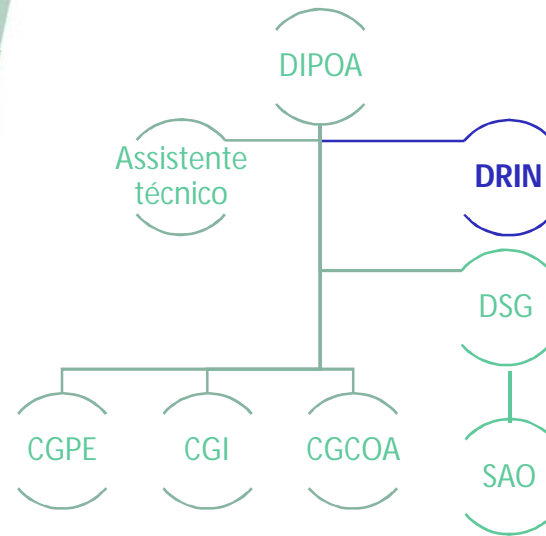 DIPOA
Assistente
técnico
DRIN
DSG
CGPE
CGI
CGCOA
SAO